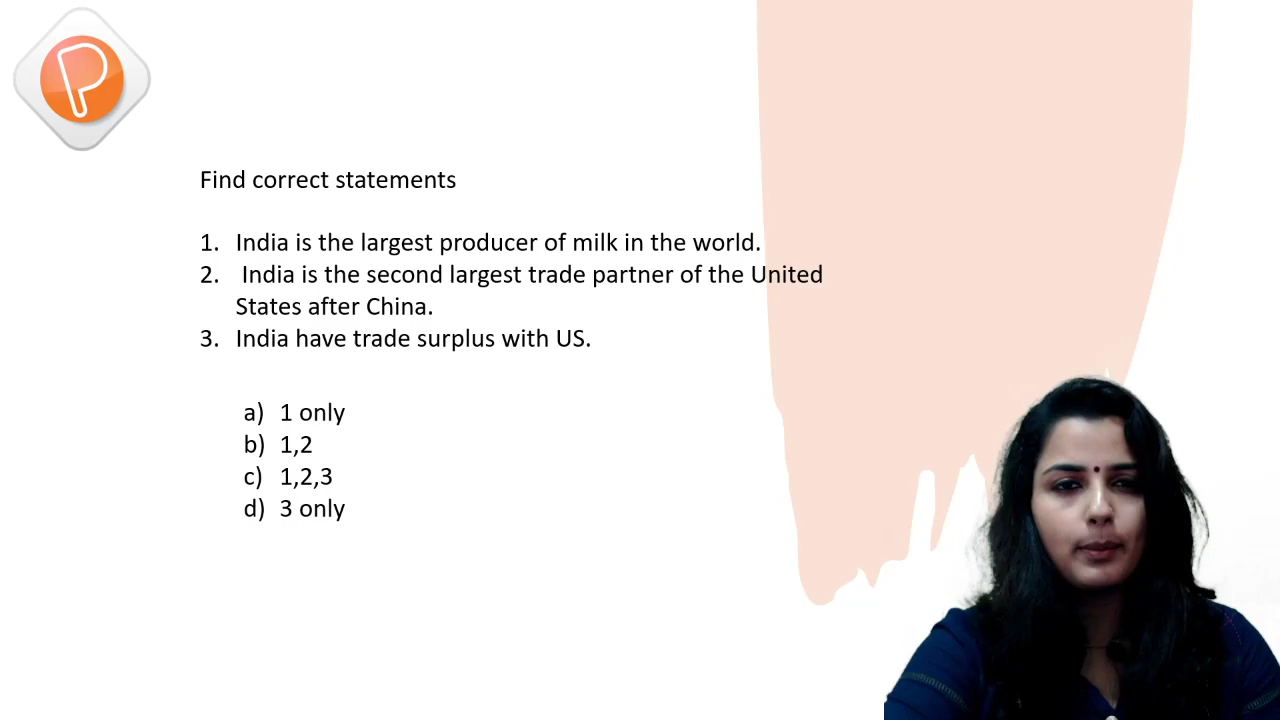 Find correct statements
1. India is the largest producer of milk in the world.
2. India is the second largest trade partner of the United
States after China.
3. India have trade surplus with US.
a) 1 only
b) 1,2
c) 1,2,3
d) 3 only